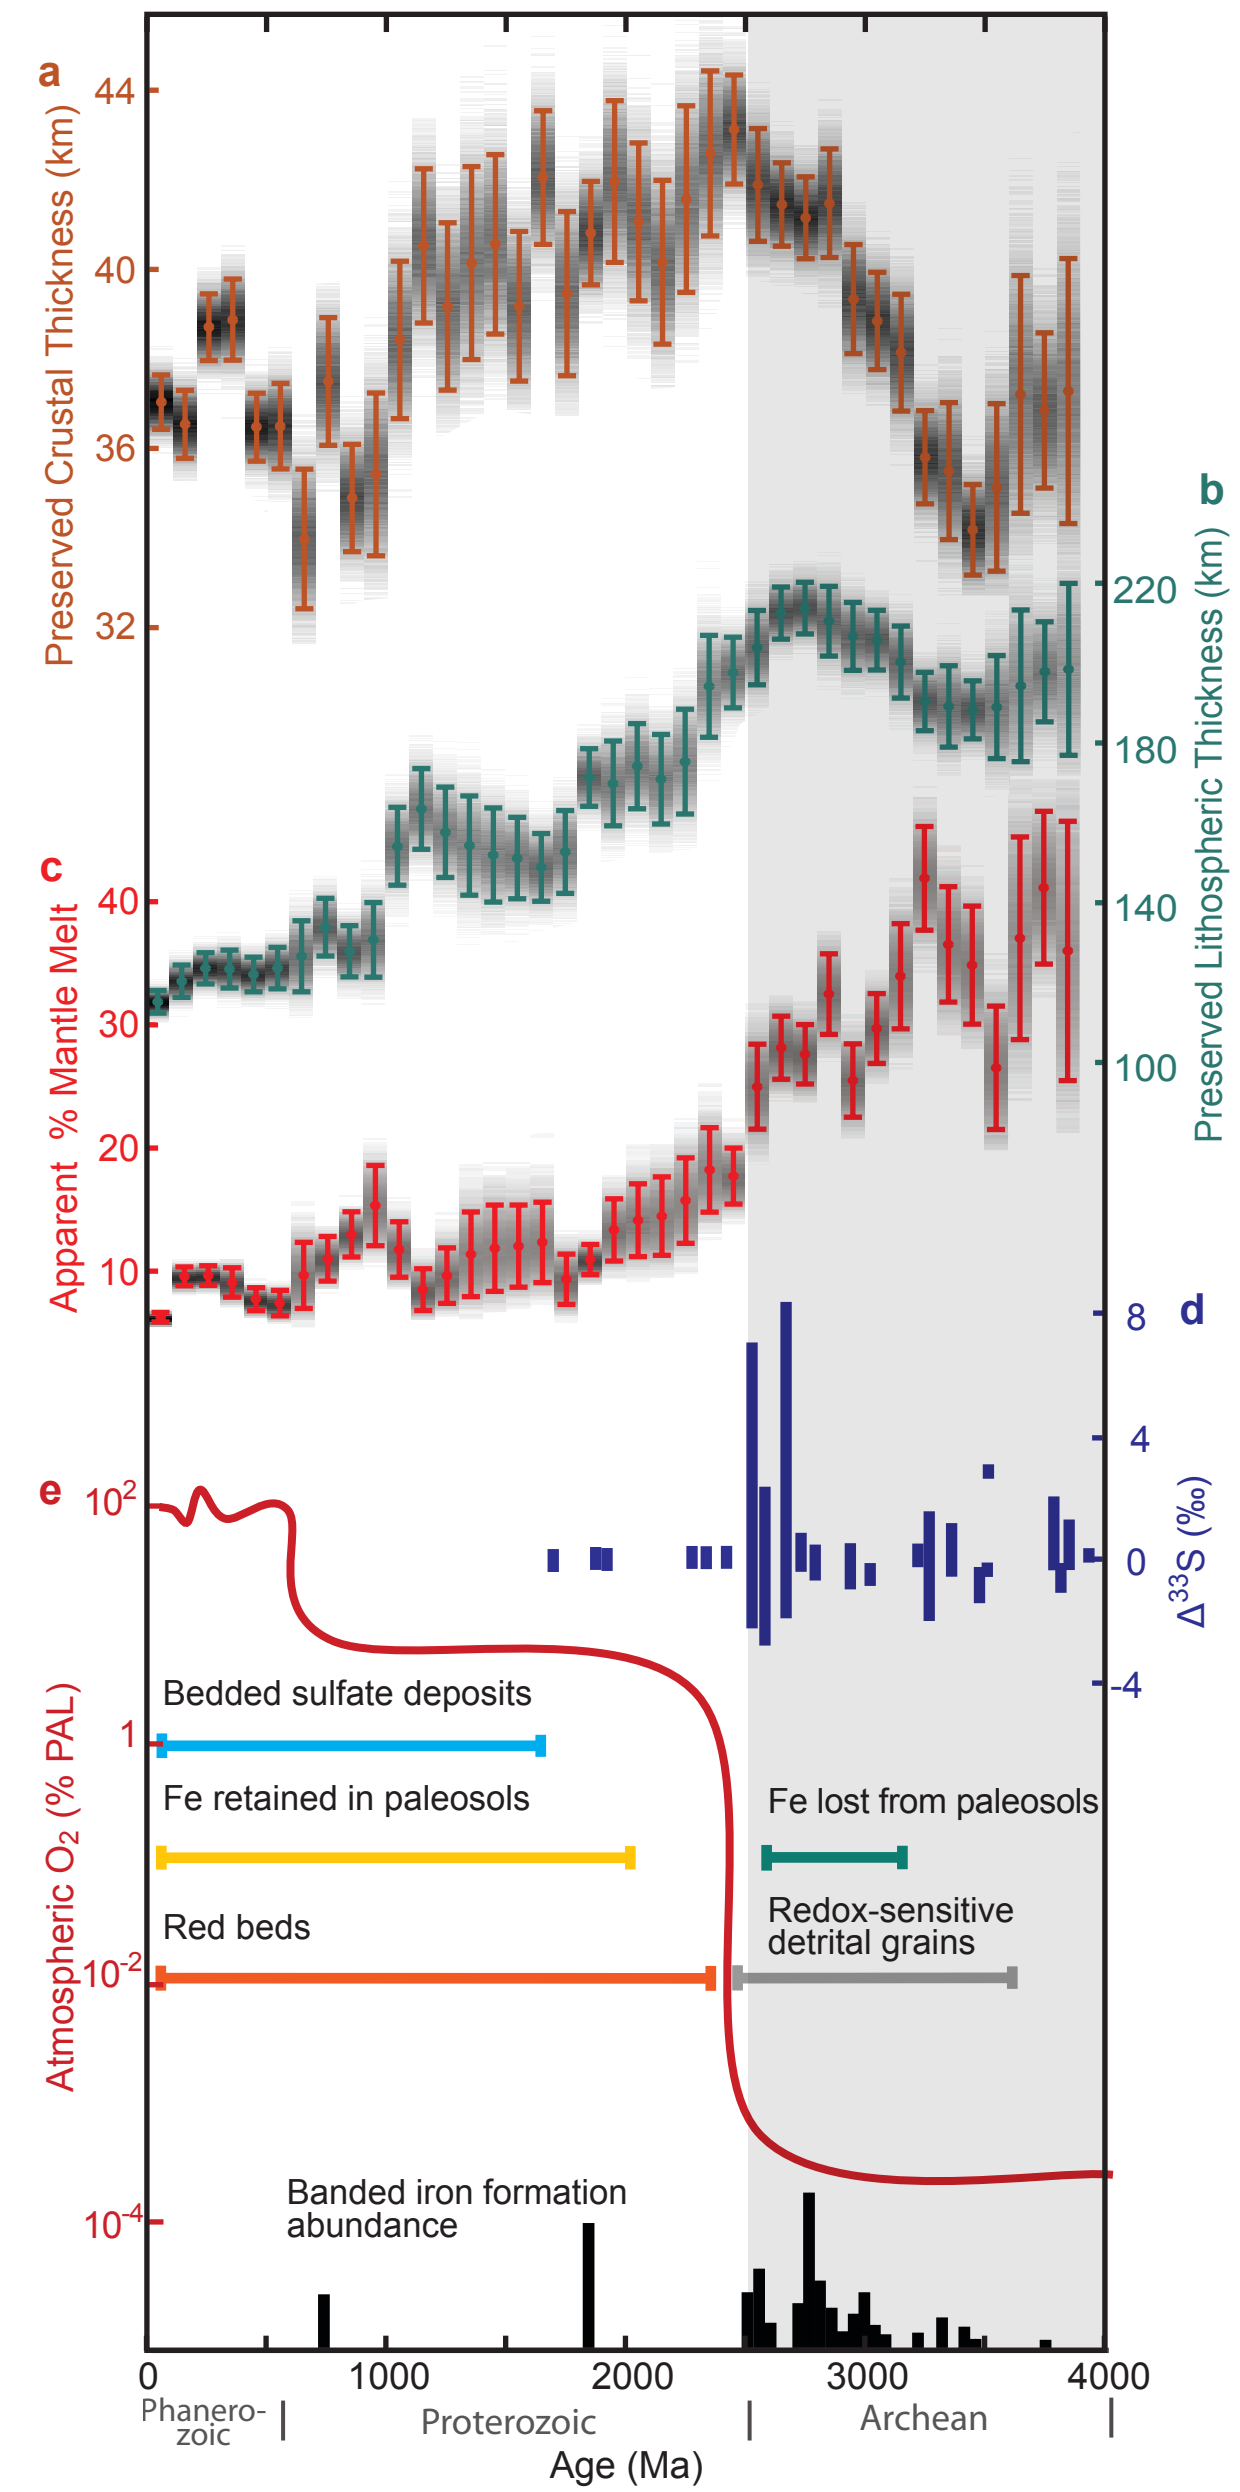 a
44
40
36
32
Preserved Crustal Thickness (km)
b
220
180
140
100
Preserved Lithospheric Thickness (km)
c
40
30
20
10
Apparent % Mantle Melt
d
8
4
0
-4
Δ³³S (‰)
e
10²
1
10⁻²
10⁻⁴
Atmospheric O₂ (% PAL)
Bedded sulfate deposits
Fe retained in paleosols
Fe lost from paleosols
Red beds
Redox-sensitive
detrital grains
Banded iron formation
abundance
0 1000 2000 3000 4000
Phanero-
zoic
Proterozoic
Archean
Age (Ma)